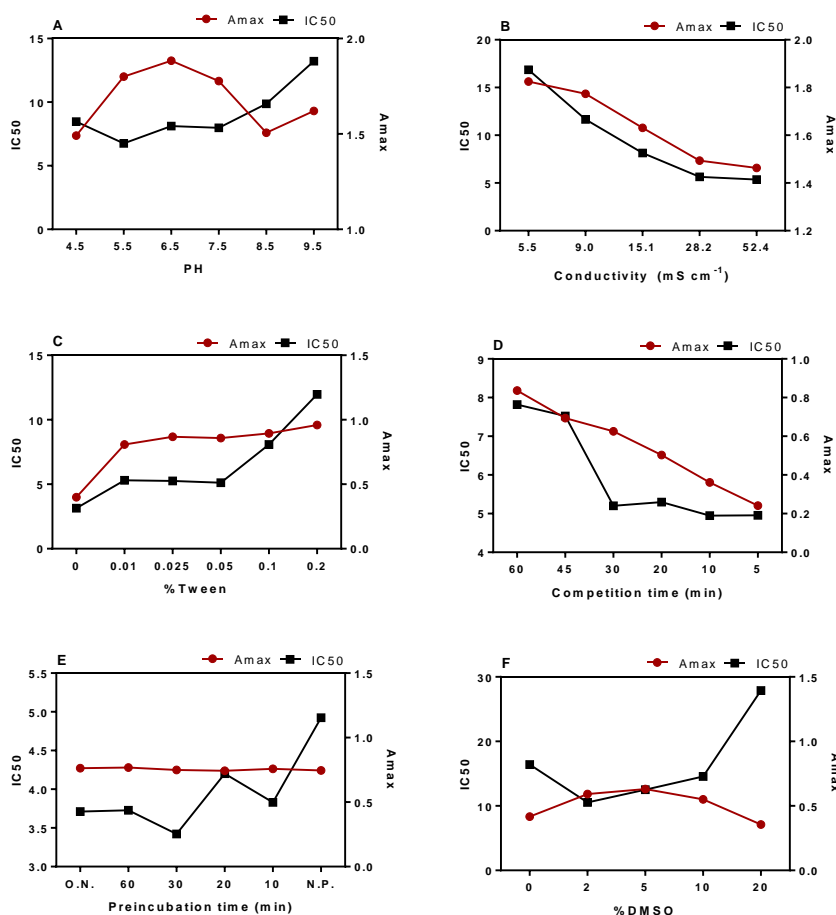 A
Amax IC50
15 2.0
10
1.5
5
0 1.0
IC50
Amax
4.5 5.5 6.5 7.5 8.5 9.5
PH
B
Amax IC50
20 2.0
15 1.8
10 1.6
5 1.4
0 1.2
IC50
Amax
5.5 9.0 15.1 28.2 52.4
Conductivity (mS cm-1)
C
Amax IC50
15 1.5
10 1.0
5 0.5
0 0.0
IC50
Amax
0 0.01 0.025 0.05 0.1 0.2
%Tween
D
Amax IC50
9 1.0
8 0.8
7 0.6
6 0.4
5 0.2
4 0.0
IC50
Amax
60 45 30 20 10 5
Competition time (min)
E
Amax IC50
5.5 1.5
5.0
4.5 1.0
4.0
3.5 0.5
3.0 0.0
IC50
Amax
O.N. 60 30 20 10 N.P.
Preincubation time (min)
F
Amax IC50
30 1.5
20 1.0
10 0.5
0 0.0
IC50
Amax
0 2 5 10 20
%DMSO